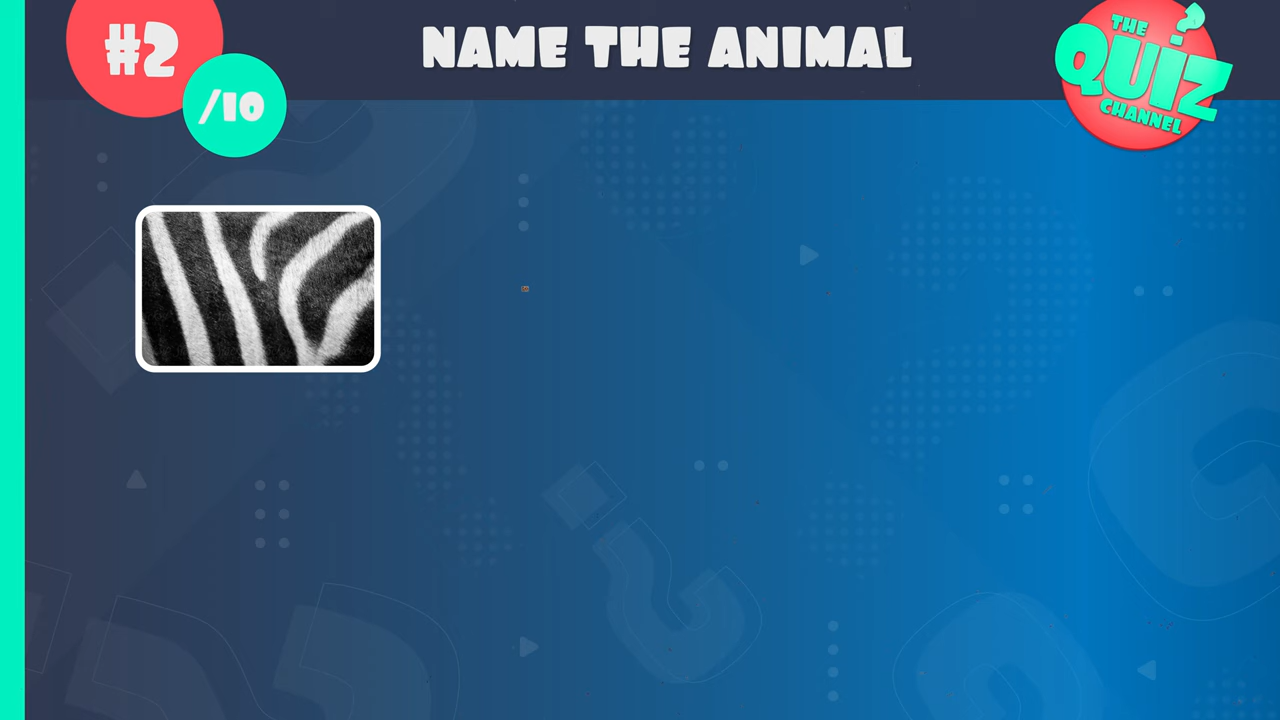 #2
/10
NAME THE ANIMAL
THE
QUIZ
CHANNEL